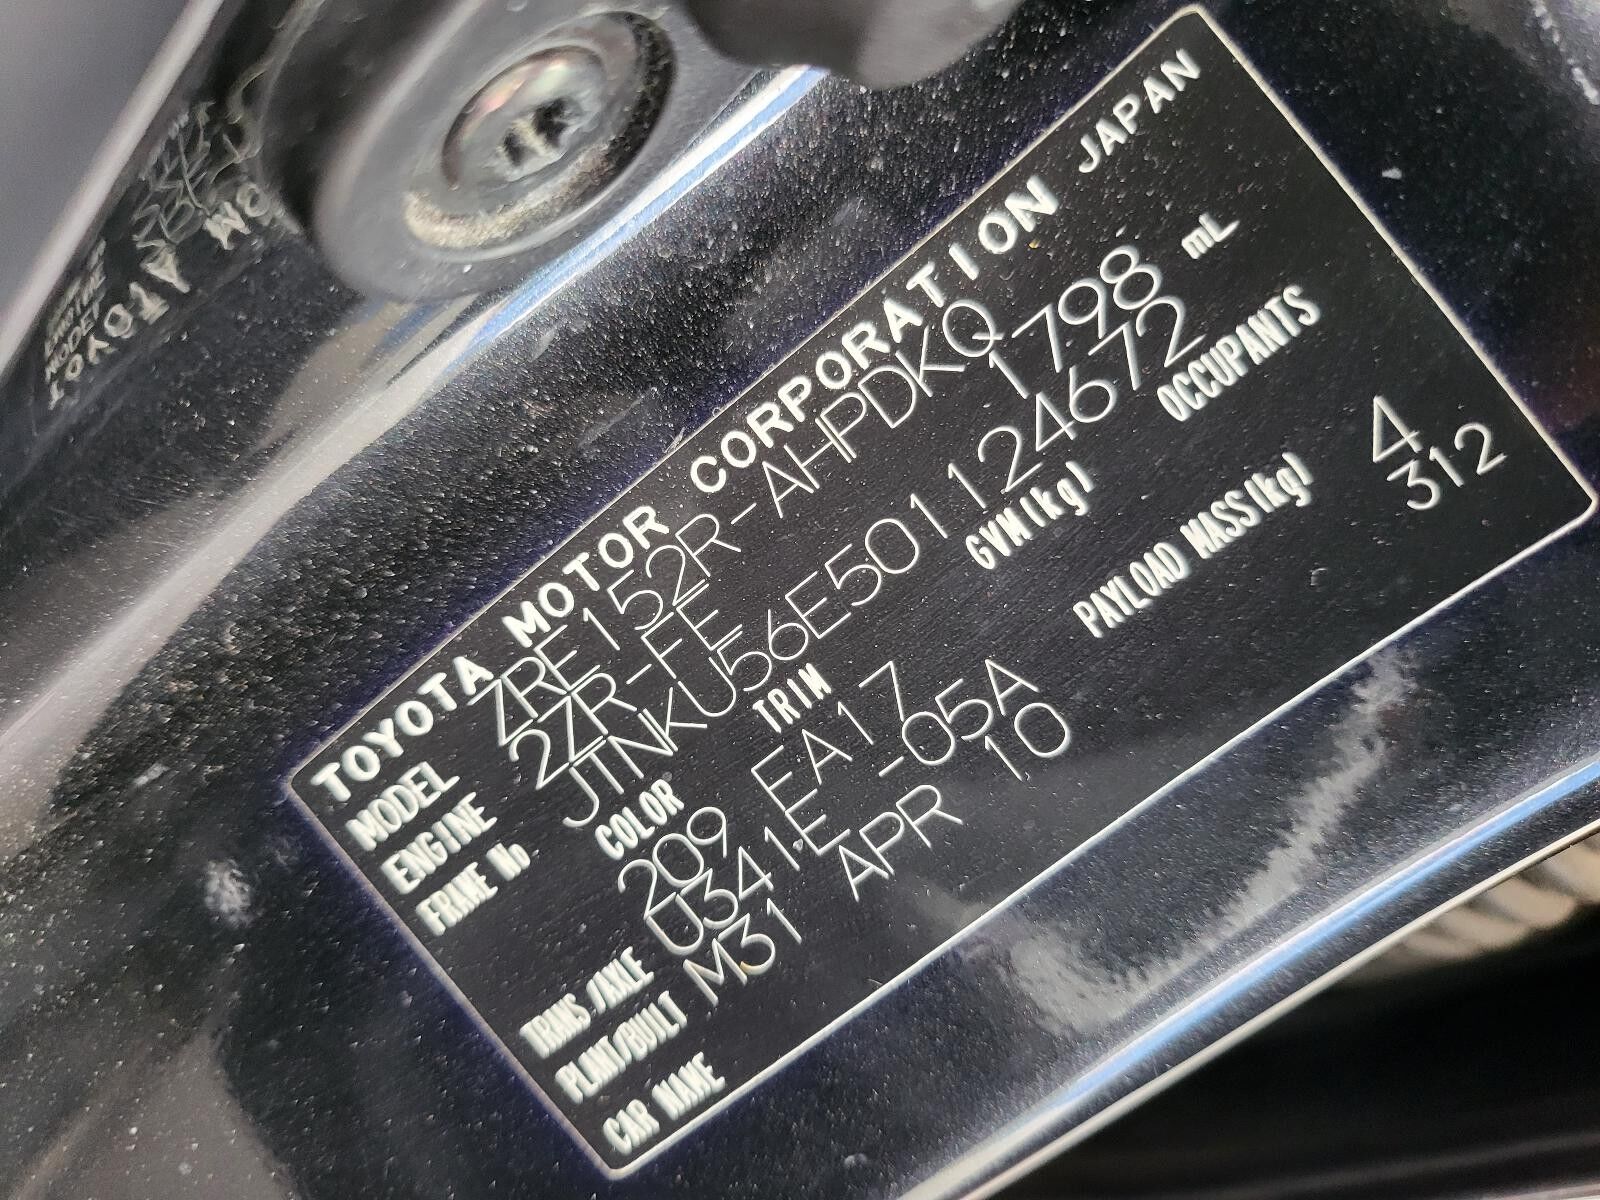 TOYOTA MOTOR CORPORATION JAPAN
MODEL ZRE152R-AHPDKQ
ENGINE 2ZR-FE 1798 mL
FRAME No JTNKU56E501124672
COLOR TRIM GVM(kg) OCCUPANTS
209 EA17 4
TRANS./AXLE U341E -05A PAYLOAD MASS(kg) 312
PLANT/BUILT M31 APR 10
CAR NAME